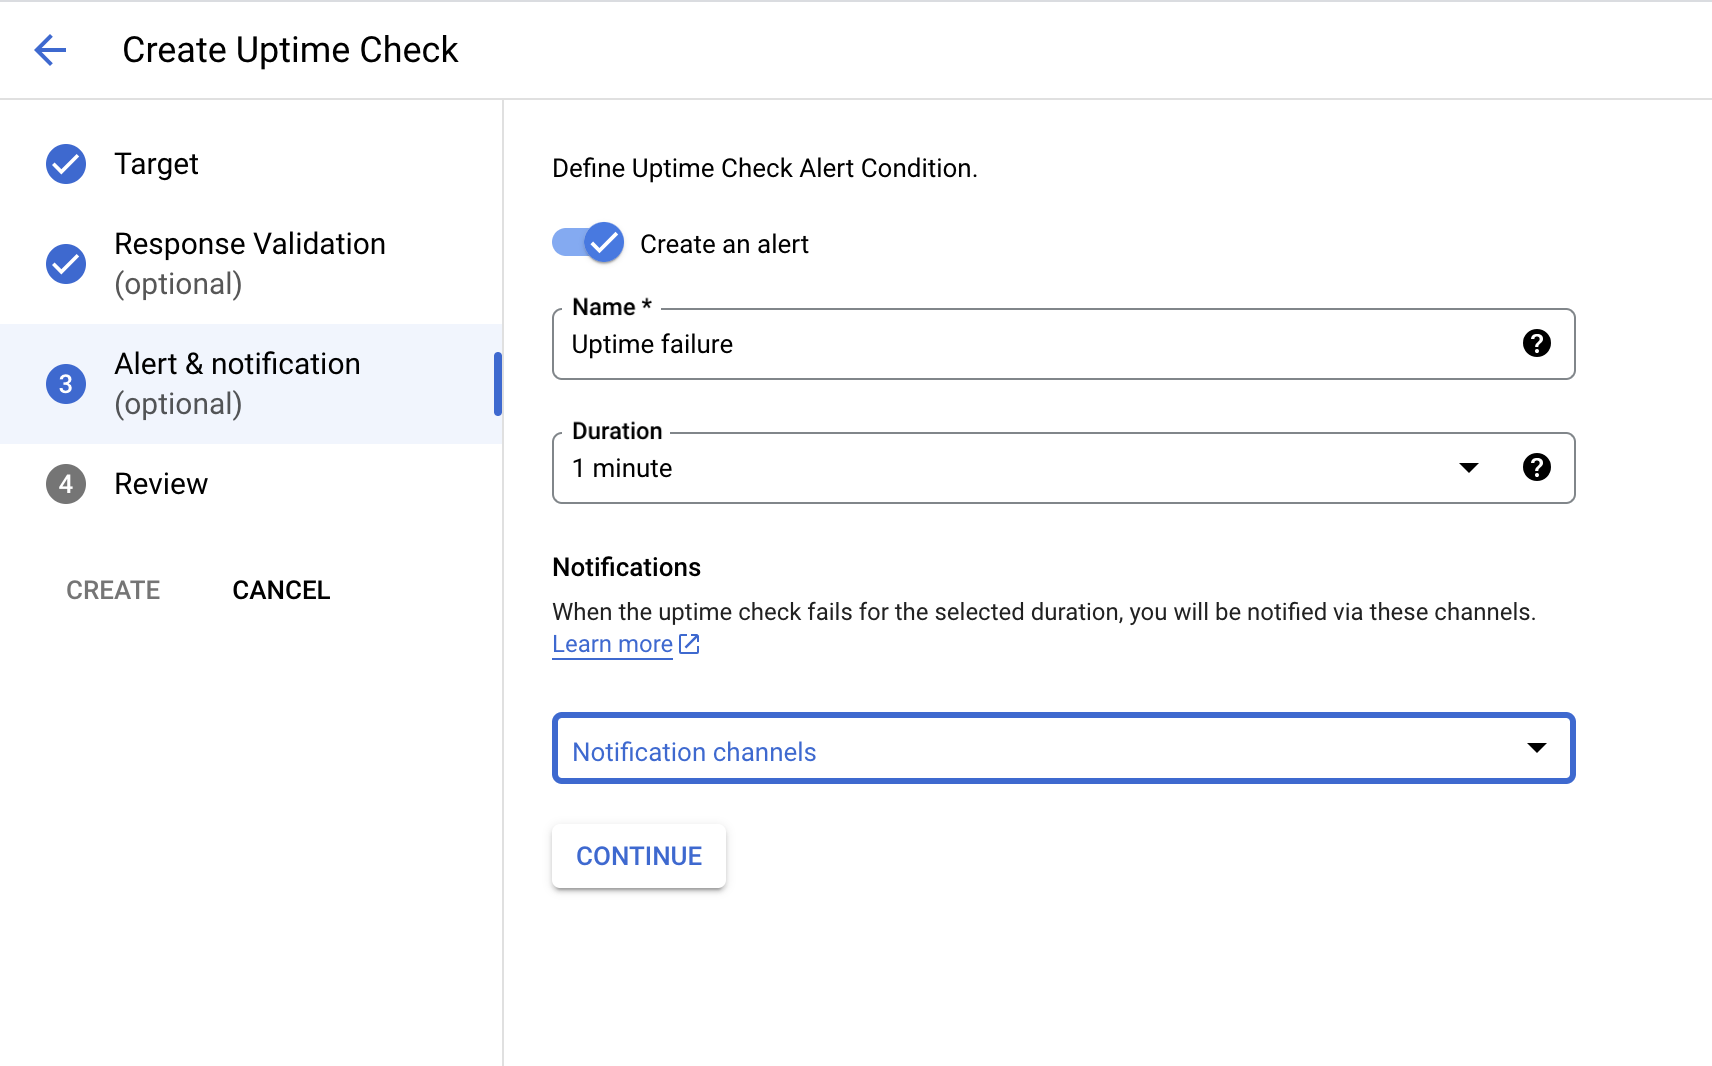 Create Uptime Check
Target
Response Validation
(optional)
3
Alert & notification
(optional)
4
Review
CREATE
CANCEL
Define Uptime Check Alert Condition.
Create an alert
Name *
Uptime failure
?
Duration
1 minute
?
Notifications
When the uptime check fails for the selected duration, you will be notified via these channels.
Learn more
Notification channels
CONTINUE